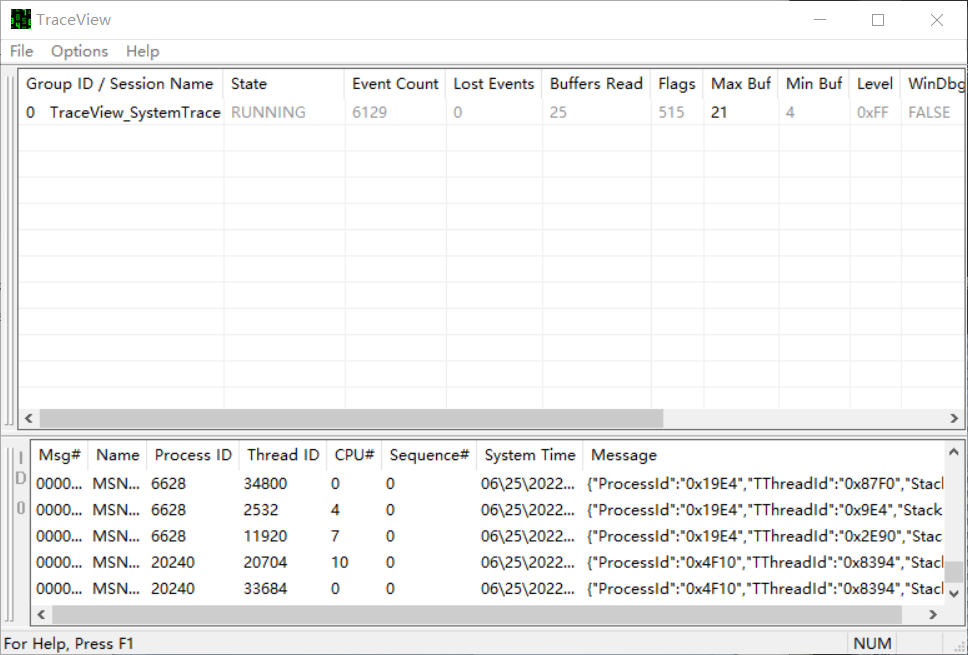 TraceView
File Options Help
Group ID / Session Name State Event Count Lost Events Buffers Read Flags Max Buf Min Buf Level WinDbg
0 TraceView_SystemTrace RUNNING 6129 0 25 515 21 4 0xFF FALSE
ID
0
Msg# Name Process ID Thread ID CPU# Sequence# System Time Message
0000... MSN... 6628 34800 0 0 06\25\2022... {"ProcessId":"0x19E4","TThreadId":"0x87F0","Stack
0000... MSN... 6628 2532 4 0 06\25\2022... {"ProcessId":"0x19E4","TThreadId":"0x9E4","Stack
0000... MSN... 6628 11920 7 0 06\25\2022... {"ProcessId":"0x19E4","TThreadId":"0x2E90","Stac
0000... MSN... 20240 20704 10 0 06\25\2022... {"ProcessId":"0x4F10","TThreadId":"0x8394","Stac
0000... MSN... 20240 33684 0 0 06\25\2022... {"ProcessId":"0x4F10","TThreadId":"0x8394","Stac
For Help, Press F1 NUM